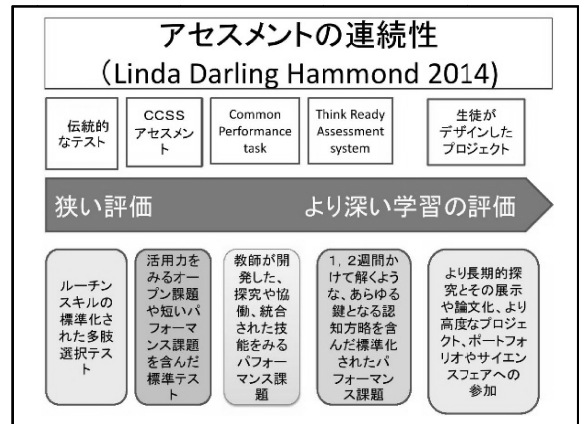 アセスメントの連続性
（Linda Darling Hammond 2014)
伝統的
なテスト
CCSS
アセスメン
ト
Common
Performance
task
Think Ready
Assessment
system
生徒が
デザインした
プロジェクト
狭い評価
より深い学習の評価
ルーチン
スキルの
標準化さ
れた多肢
選択テス
ト
活用力を
みるオー
プン課題
や短いパ
フォーマ
ンス課題
を含んだ
標準テス
ト
教師が開
発した、
探究や協
働、統合
された技
能をみる
パフォー
マンス課
題
1，2週間か
けて解くよう
な、あらゆる
鍵となる認
知方略を含
んだ標準化
されたパ
フォーマン
ス課題
より長期的探
究とその展示
や論文化、より
高度なプロジェ
クト、ポートフォ
リオやサイエン
スフェアへの
参加